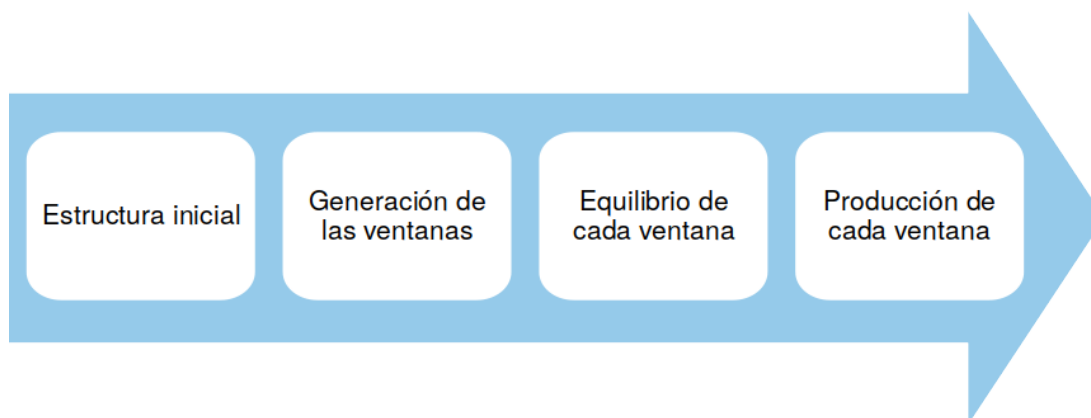 Estructura inicial
Generación de
las ventanas
Equilibrio de
cada ventana
Producción de
cada ventana